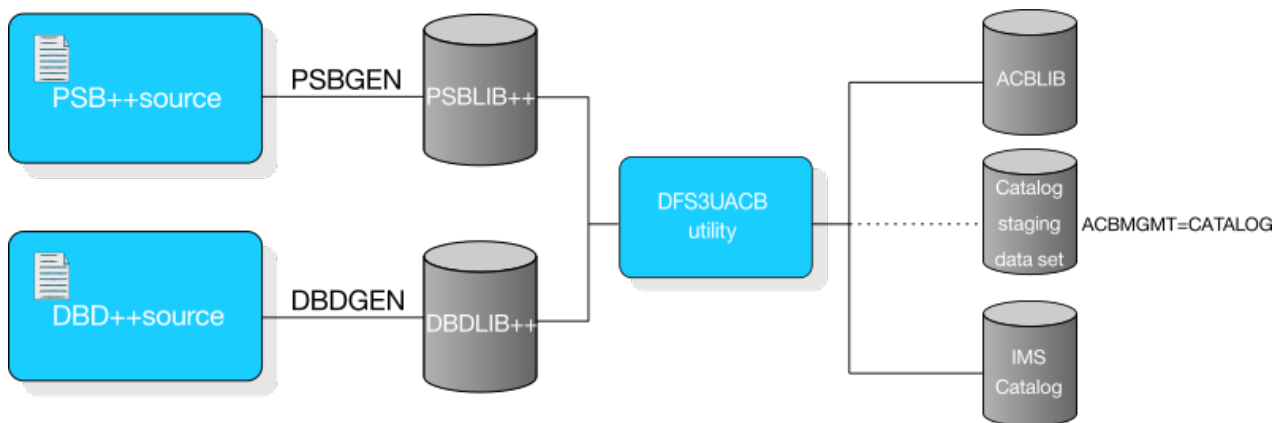 PSB++source
PSBGEN
PSBLIB++
DBD++source
DBDGEN
DBDLIB++
DFS3UACB
utility
ACBLIB
Catalog
staging
data set
ACBMGMT=CATALOG
IMS
Catalog